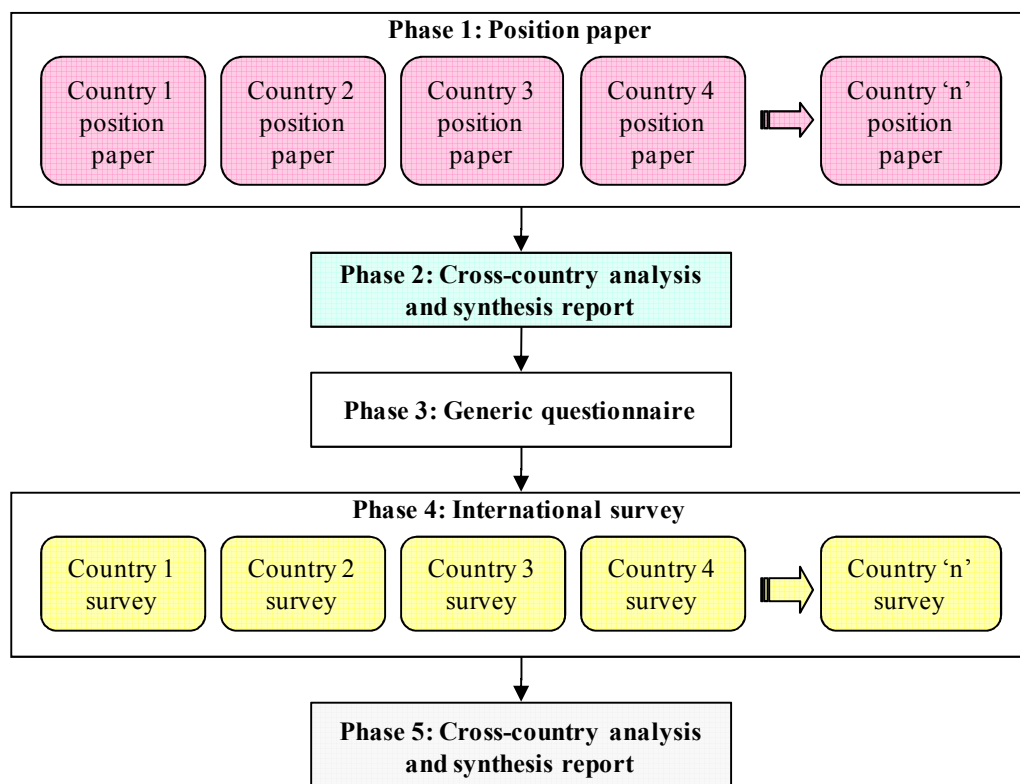 Phase 1: Position paper
Country 1
position
paper
Country 2
position
paper
Country 3
position
paper
Country 4
position
paper
Country ‘n’
position
paper
Phase 2: Cross-country analysis
and synthesis report
Phase 3: Generic questionnaire
Phase 4: International survey
Country 1
survey
Country 2
survey
Country 3
survey
Country 4
survey
Country ‘n’
survey
Phase 5: Cross-country analysis
and synthesis report